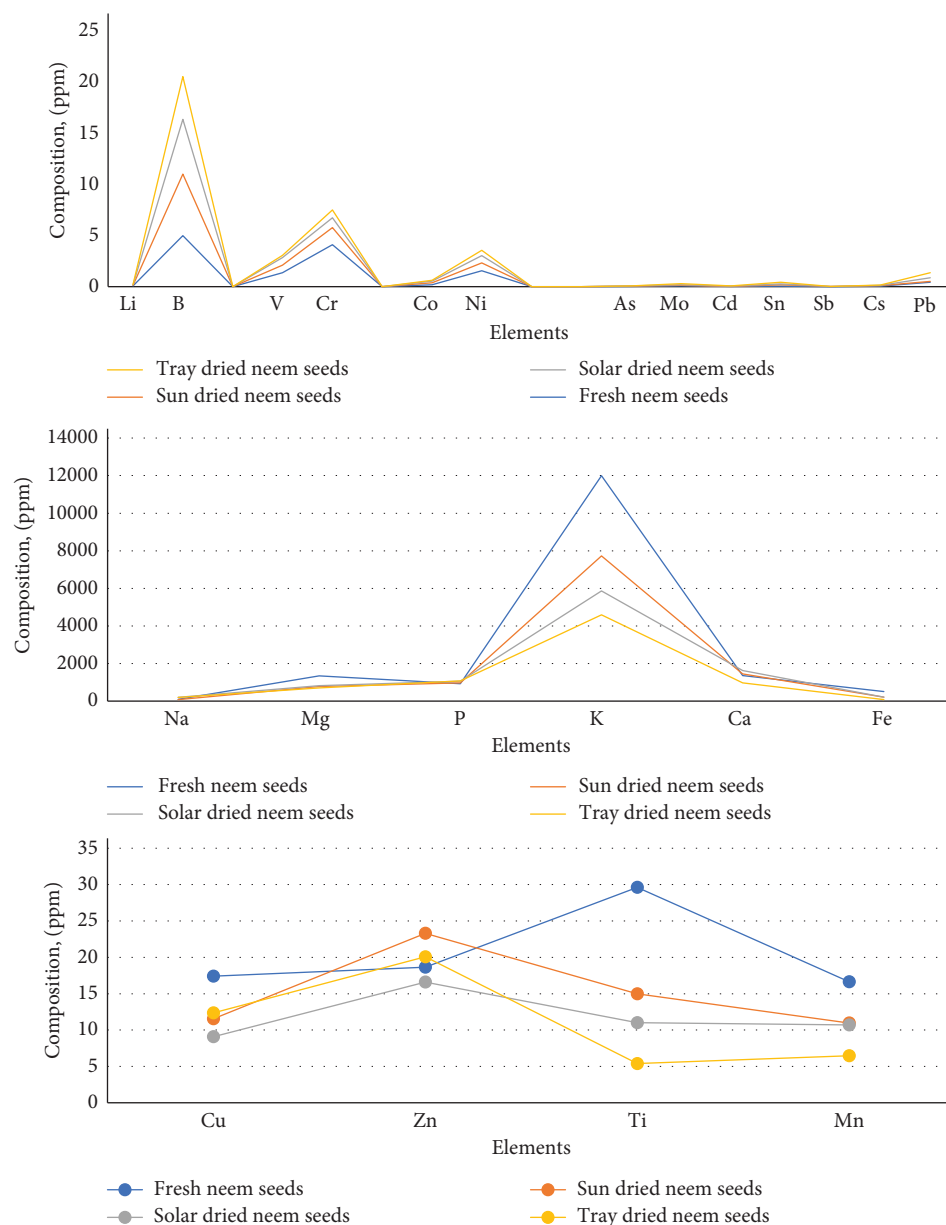 25
20
15
10
5
0
Composition, (ppm)
Li B V Cr Co Ni As Mo Cd Sn Sb Cs Pb
Elements
Tray dried neem seeds Solar dried neem seeds
Sun dried neem seeds Fresh neem seeds
14000
12000
10000
8000
6000
4000
2000
0
Composition, (ppm)
Na Mg P K Ca Fe
Elements
Fresh neem seeds Sun dried neem seeds
Solar dried neem seeds Tray dried neem seeds
35
30
25
20
15
10
5
0
Composition, (ppm)
Cu Zn Ti Mn
Elements
Fresh neem seeds Sun dried neem seeds
Solar dried neem seeds Tray dried neem seeds